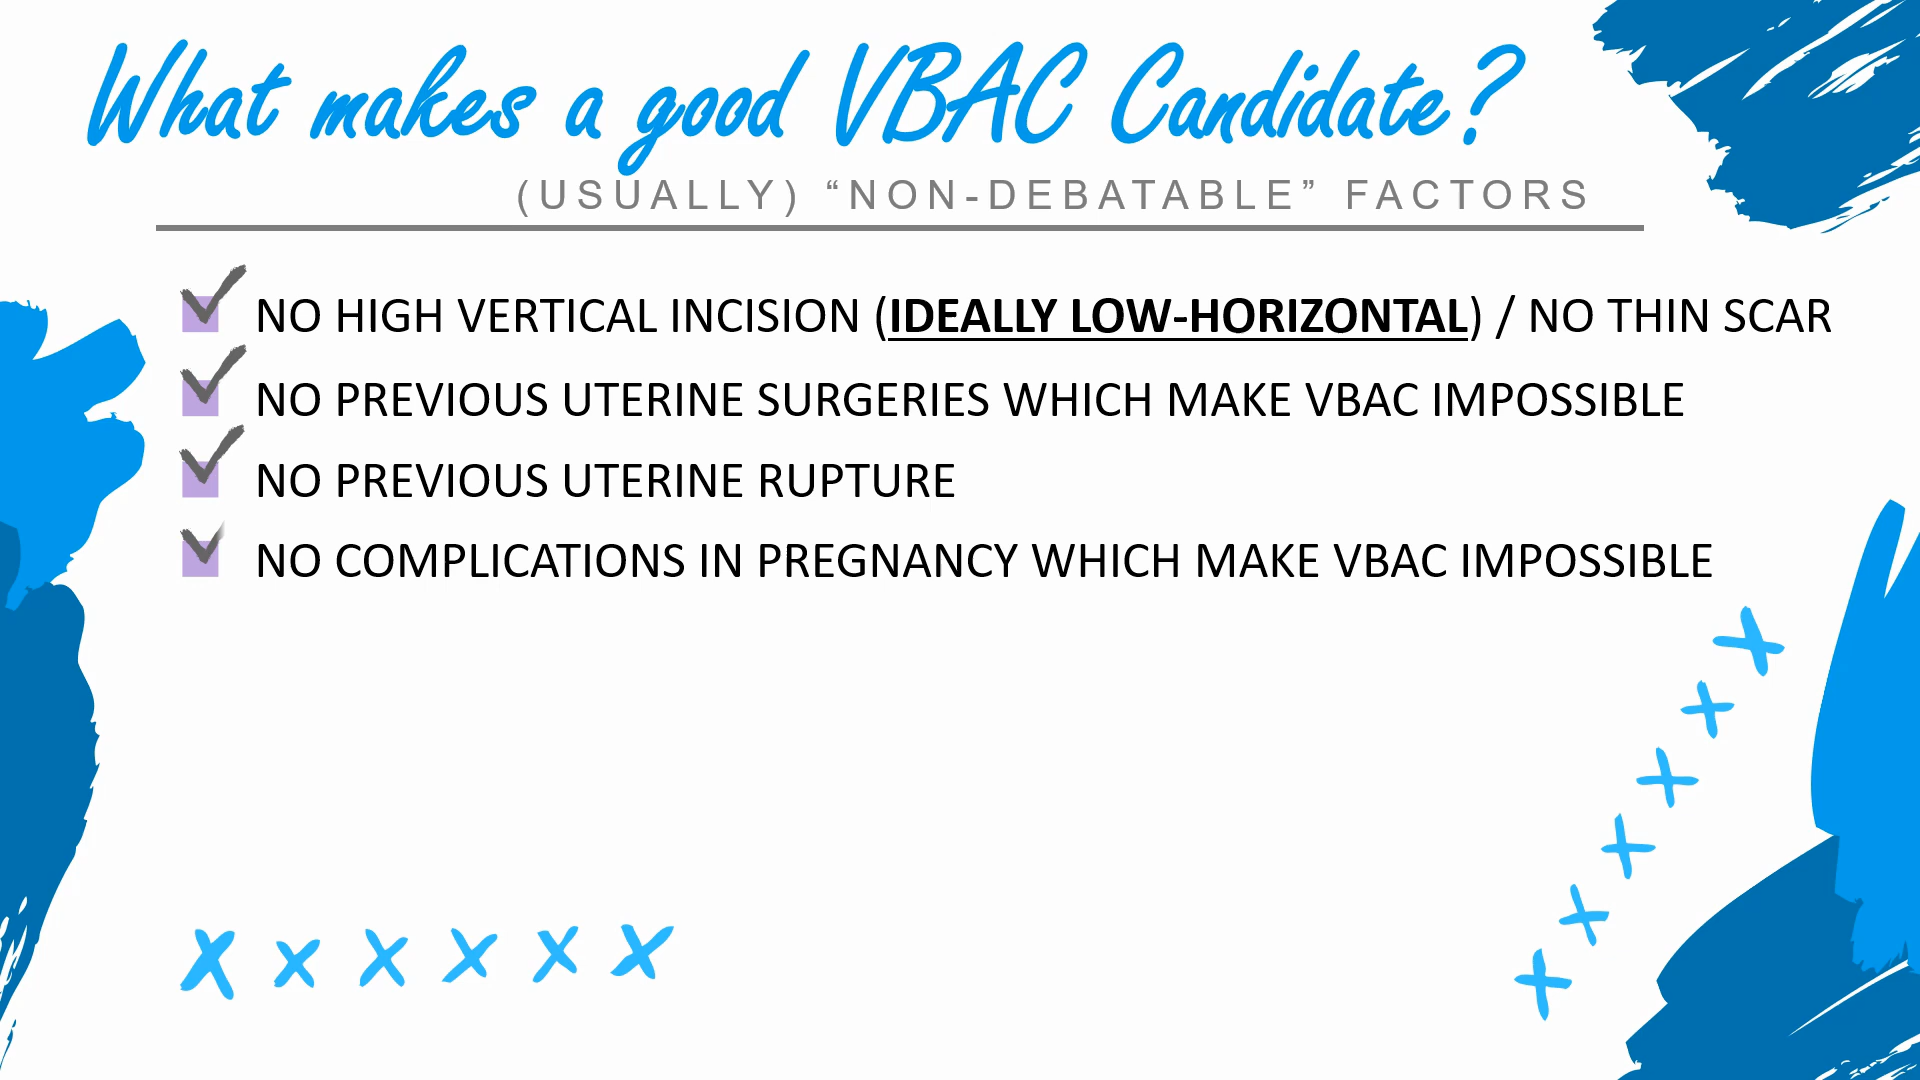 What makes a good VBAC Candidate?
(USUALLY) “NON-DEBATABLE” FACTORS
NO HIGH VERTICAL INCISION (IDEALLY LOW-HORIZONTAL) / NO THIN SCAR
NO PREVIOUS UTERINE SURGERIES WHICH MAKE VBAC IMPOSSIBLE
NO PREVIOUS UTERINE RUPTURE
NO COMPLICATIONS IN PREGNANCY WHICH MAKE VBAC IMPOSSIBLE